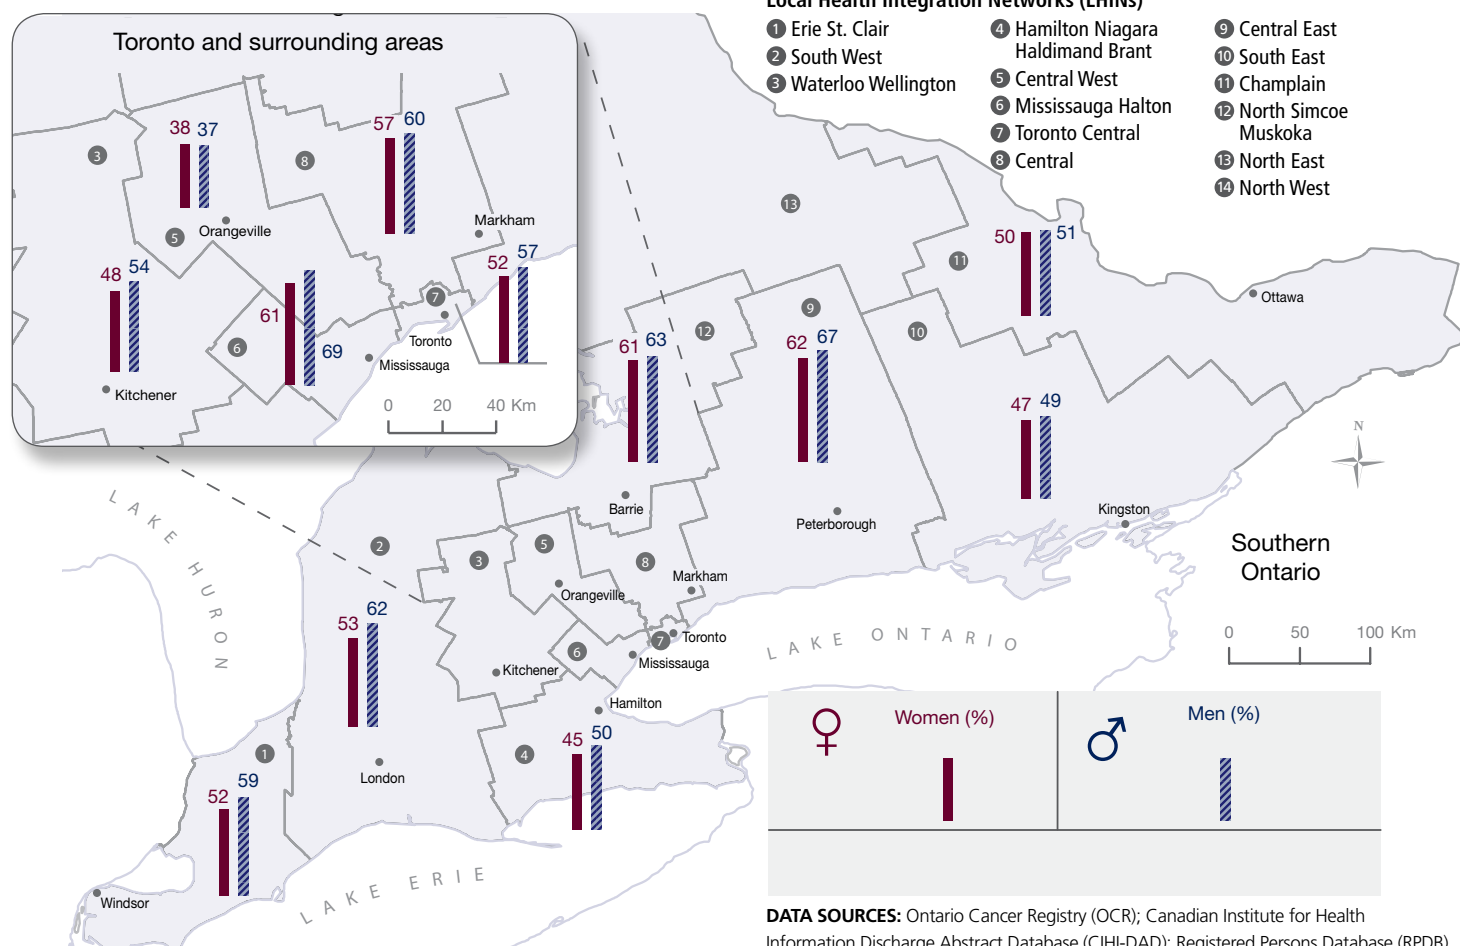 Local Health Integration Networks (LHINs)
1 Erie St. Clair
2 South West
3 Waterloo Wellington
4 Hamilton Niagara
Haldimand Brant
5 Central West
6 Mississauga Halton
7 Toronto Central
8 Central
9 Central East
10 South East
11 Champlain
12 North Simcoe
Muskoka
13 North East
14 North West
Toronto and surrounding areas
3
38 37
5
Orangeville
8
57 60
Markham
48 54
Kitchener
6
61
69
7
Toronto
Mississauga
52 57
0 20 40 Km
13
11
50 51
Ottawa
12
61 63
Barrie
9
62 67
Peterborough
10
47 49
Kingston
N
Southern
Ontario
0 50 100 Km
LAKE HURON
2
53 62
London
3
Kitchener
5
Orangeville
8
Markham
7
Toronto
6
Mississauga
Hamilton
LAKE ONTARIO
4
45 50
1
52 59
Windsor
LAKE ERIE
Women (%)
Men (%)
DATA SOURCES: Ontario Cancer Registry (OCR); Canadian Institute for Health
Information Discharge Abstract Database (CIHI-DAD); Registered Persons Database (RPDB)